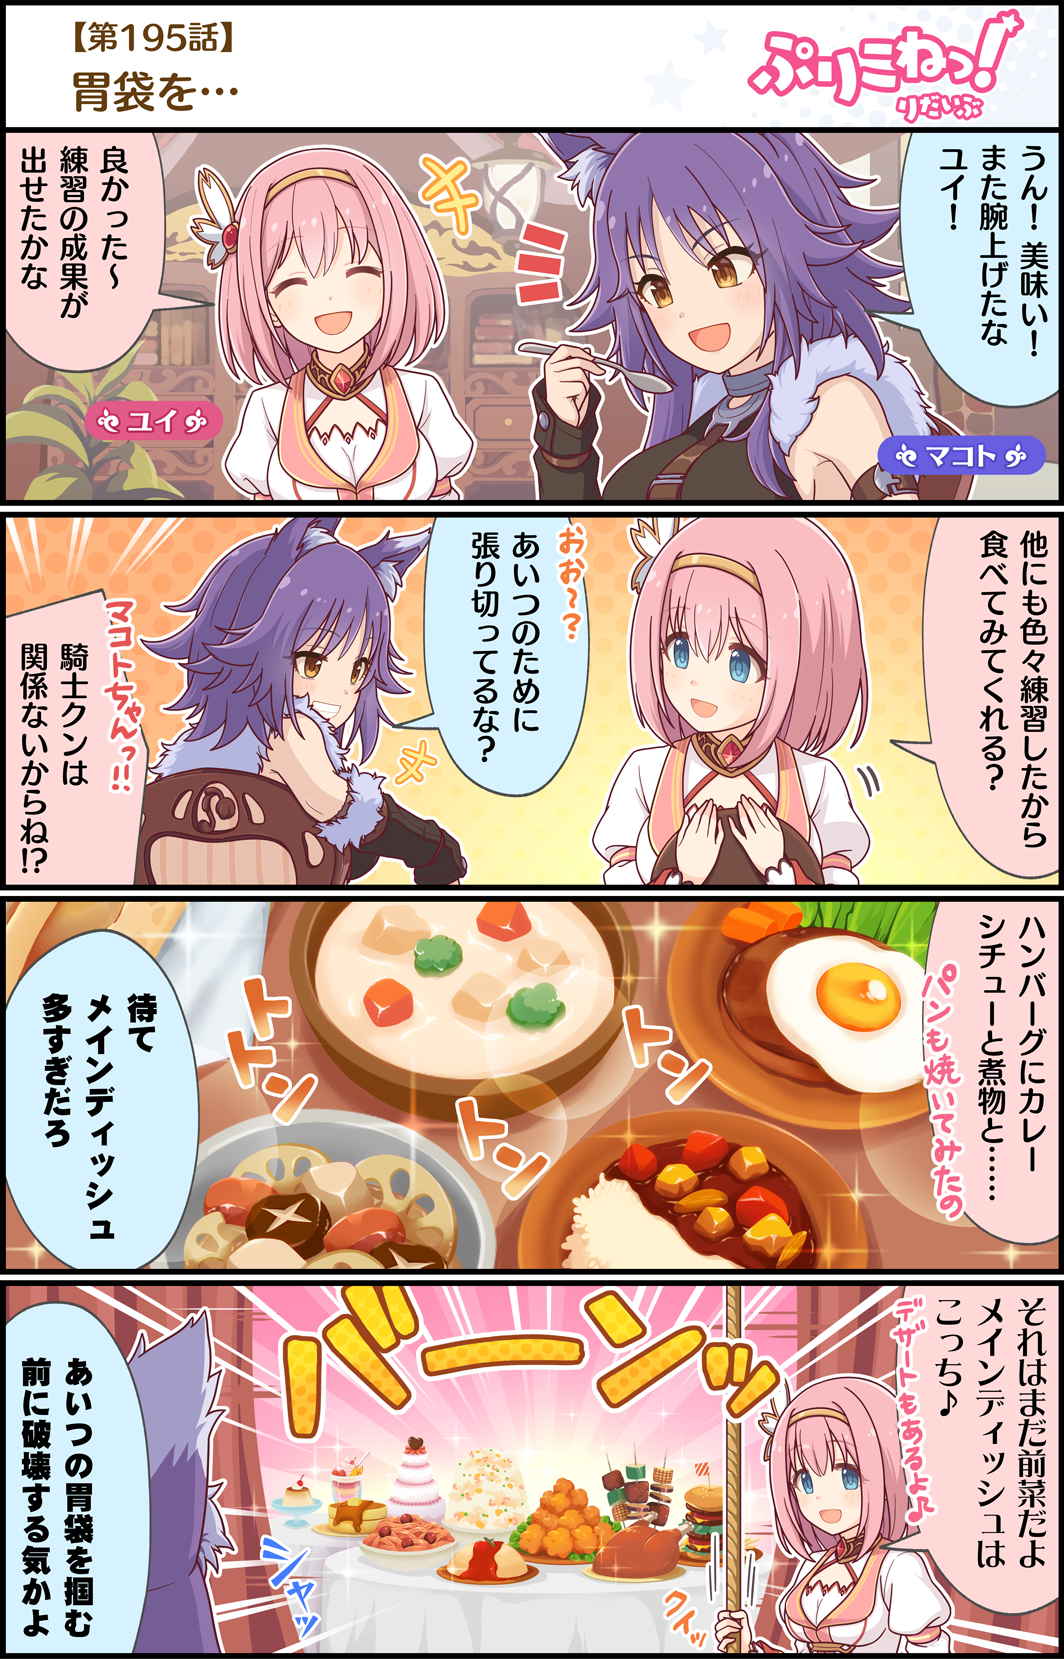 【第195話】
胃袋を…
ぷりこねっ！
りだいぶ
うん！美味い！
また腕上げたな
ユイ！
良かった～
練習の成果が
出せたかな
ユイ
マコト
他にも色々練習したから
食べてみてくれる？
おお～？
あいつのために
張り切ってるな？
マコトちゃんっ!!
騎士クンは
関係ないからね!?
ハンバーグにカレー
シチューと煮物と……
パンも焼いてみたの
トン
トン
トン
トン
待て
メインディッシュ
多すぎだろ
それはまだ前菜だよ
メインディッシュは
こっち♪
デザートもあるよ♪
バーンッ
クイッ
シャッ
あいつの胃袋を掴む
前に破壊する気かよ